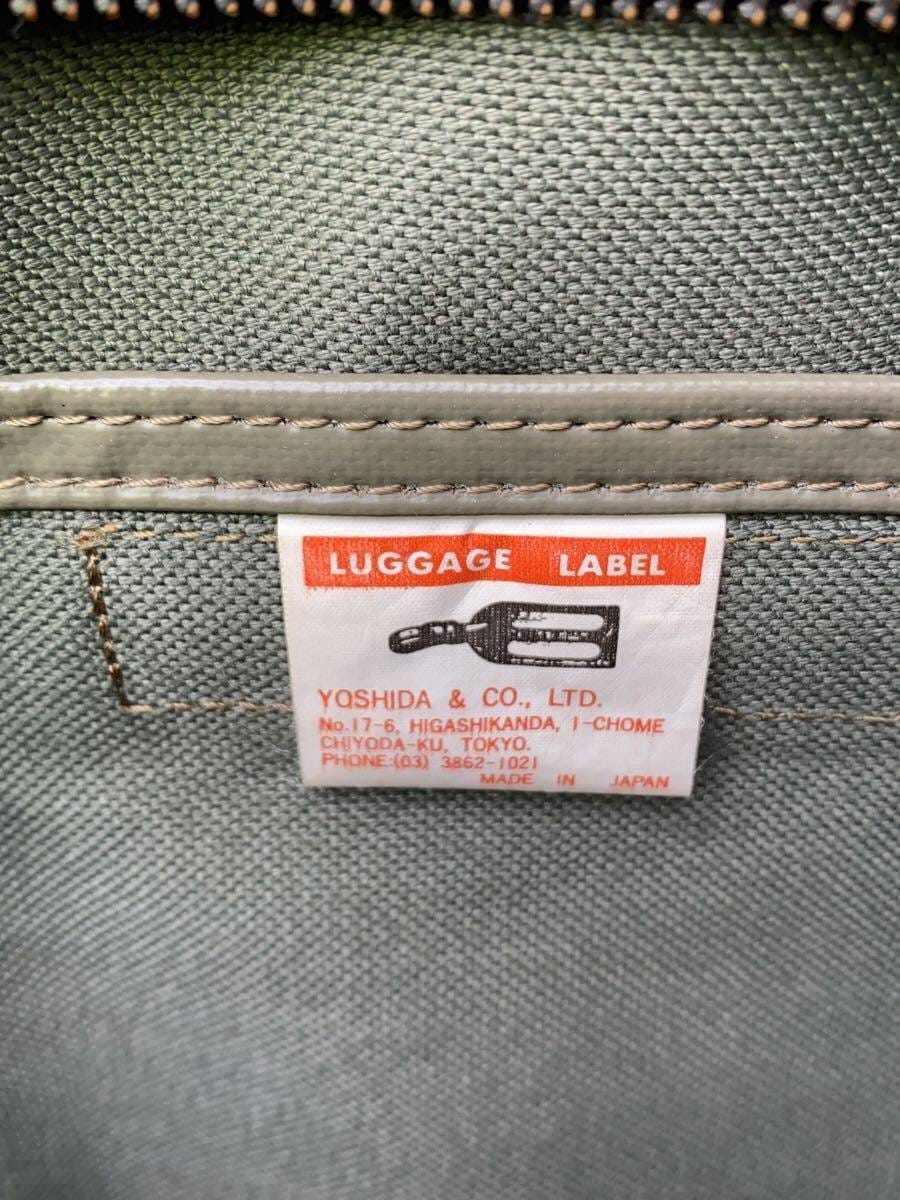 LUGGAGE LABEL
YOSHIDA & CO., LTD.
No.17-6, HIGASHIKANDA, 1-CHOME
CHIYODA-KU, TOKYO.
PHONE:(03) 3862-1021
MADE IN JAPAN